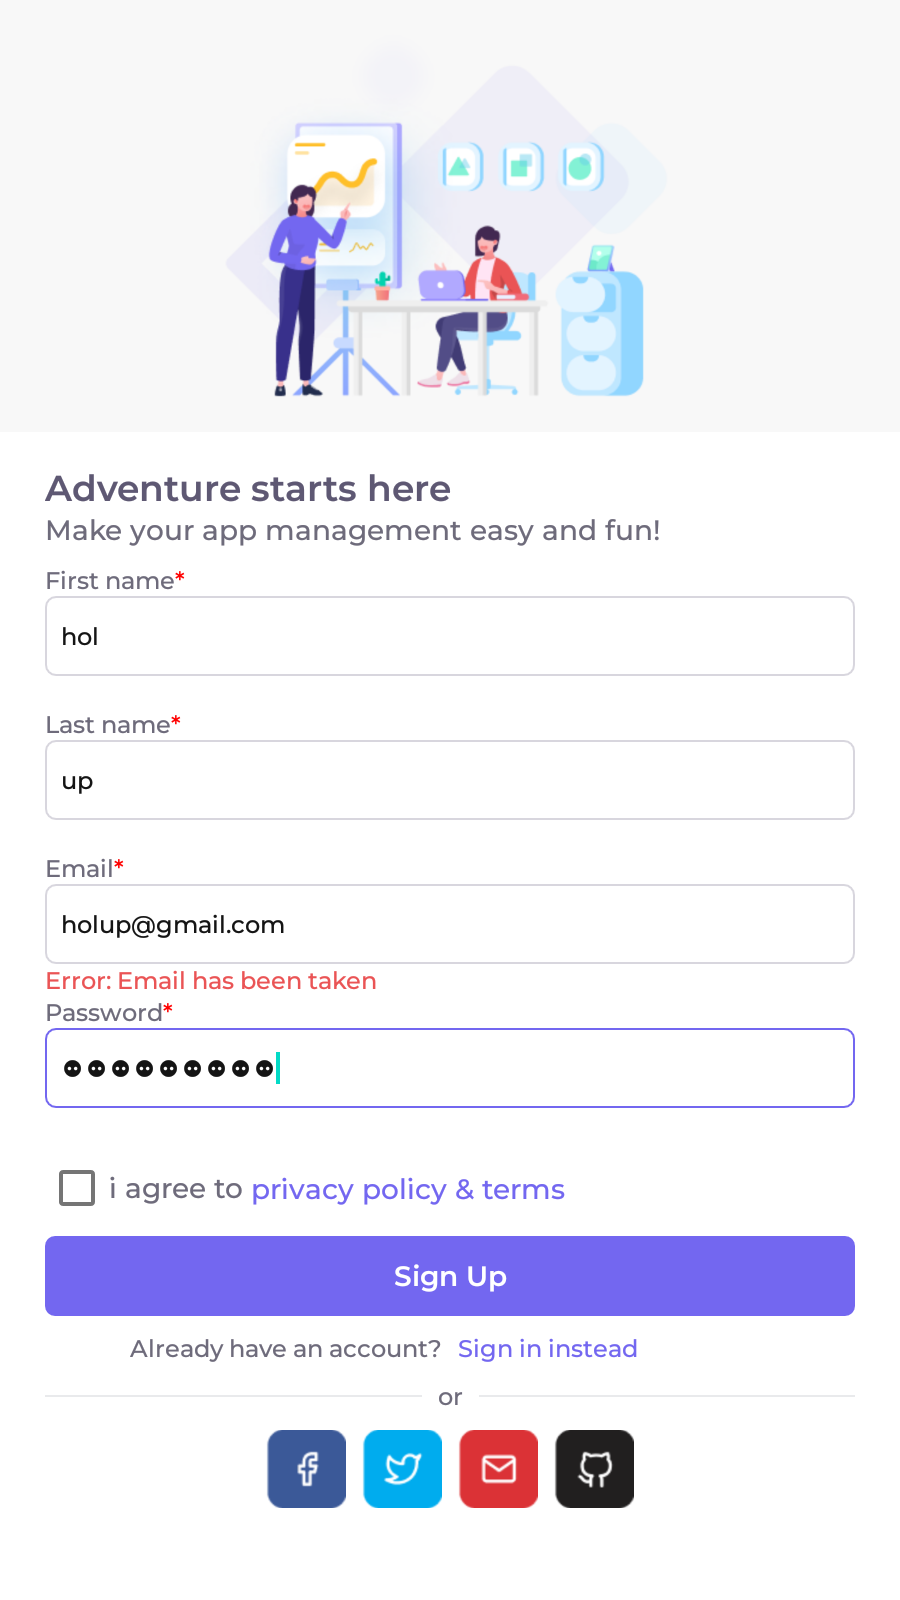 Adventure starts here
Make your app management easy and fun!
First name*
hol
Last name*
up
Email*
holup@gmail.com
Error: Email has been taken
Password*
i agree to privacy policy & terms
Sign Up
Already have an account? Sign in instead
or